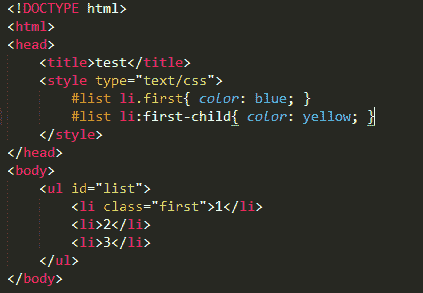 <!DOCTYPE html>
<html>
<head>
    <title>test</title>
    <style type="text/css">
        #list li.first{ color: blue; }
        #list li:first-child{ color: yellow; }
    </style>
</head>
<body>
    <ul id="list">
        <li class="first">1</li>
        <li>2</li>
        <li>3</li>
    </ul>
</body>